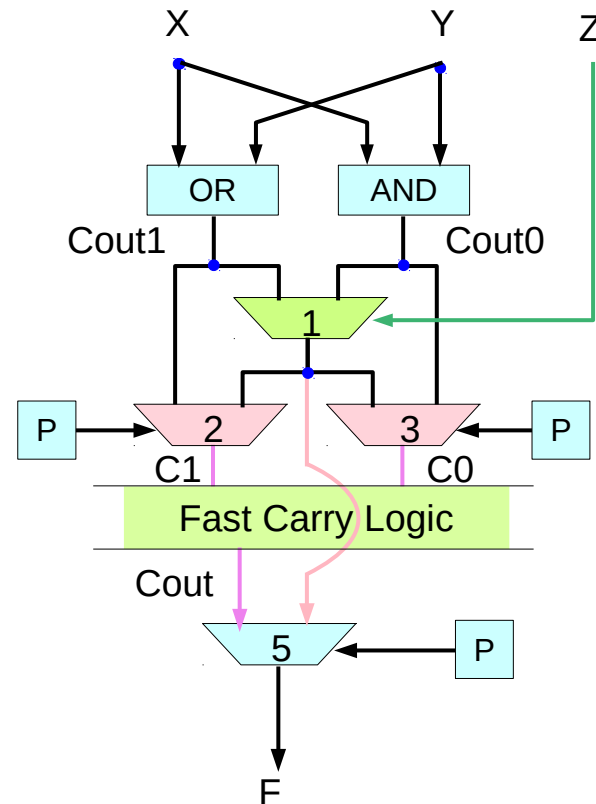 X Y Z
OR AND
Cout1 Cout0
1
P 2 3 P
C1 C0
Fast Carry Logic
Cout
5 P
F